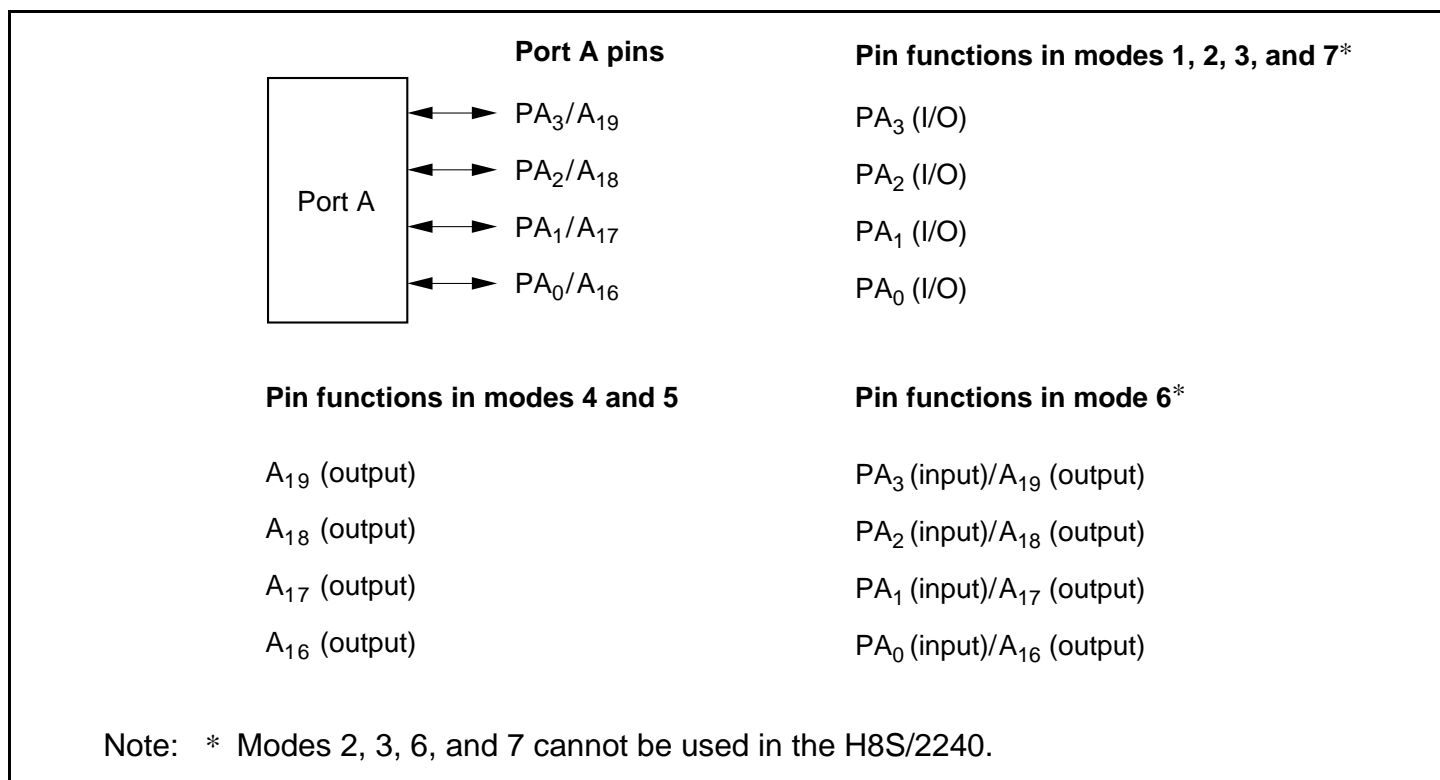 Port A pins
Pin functions in modes 1, 2, 3, and 7*
Port A
PA3/A19
PA3 (I/O)
PA2/A18
PA2 (I/O)
PA1/A17
PA1 (I/O)
PA0/A16
PA0 (I/O)
Pin functions in modes 4 and 5
A19 (output)
A18 (output)
A17 (output)
A16 (output)
Pin functions in mode 6*
PA3 (input)/A19 (output)
PA2 (input)/A18 (output)
PA1 (input)/A17 (output)
PA0 (input)/A16 (output)
Note: * Modes 2, 3, 6, and 7 cannot be used in the H8S/2240.